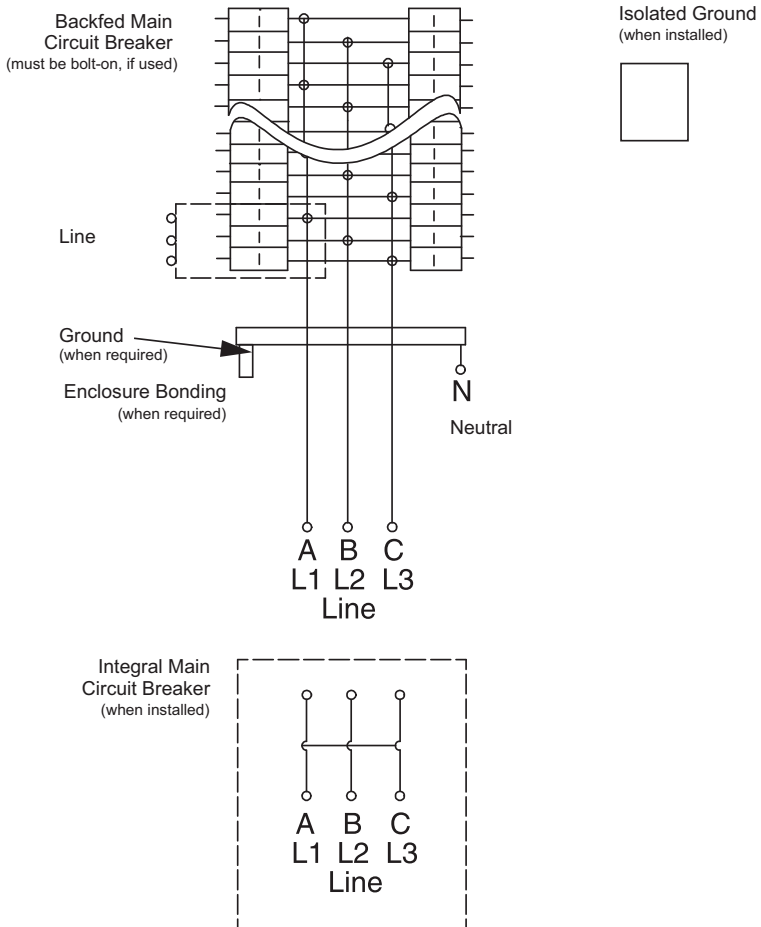 Backfed Main
Circuit Breaker
(must be bolt-on, if used)
Isolated Ground
(when installed)
Line
Ground
(when required)
Enclosure Bonding
(when required)
N
Neutral
A B C
L1 L2 L3
Line
Integral Main
Circuit Breaker
(when installed)
A B C
L1 L2 L3
Line